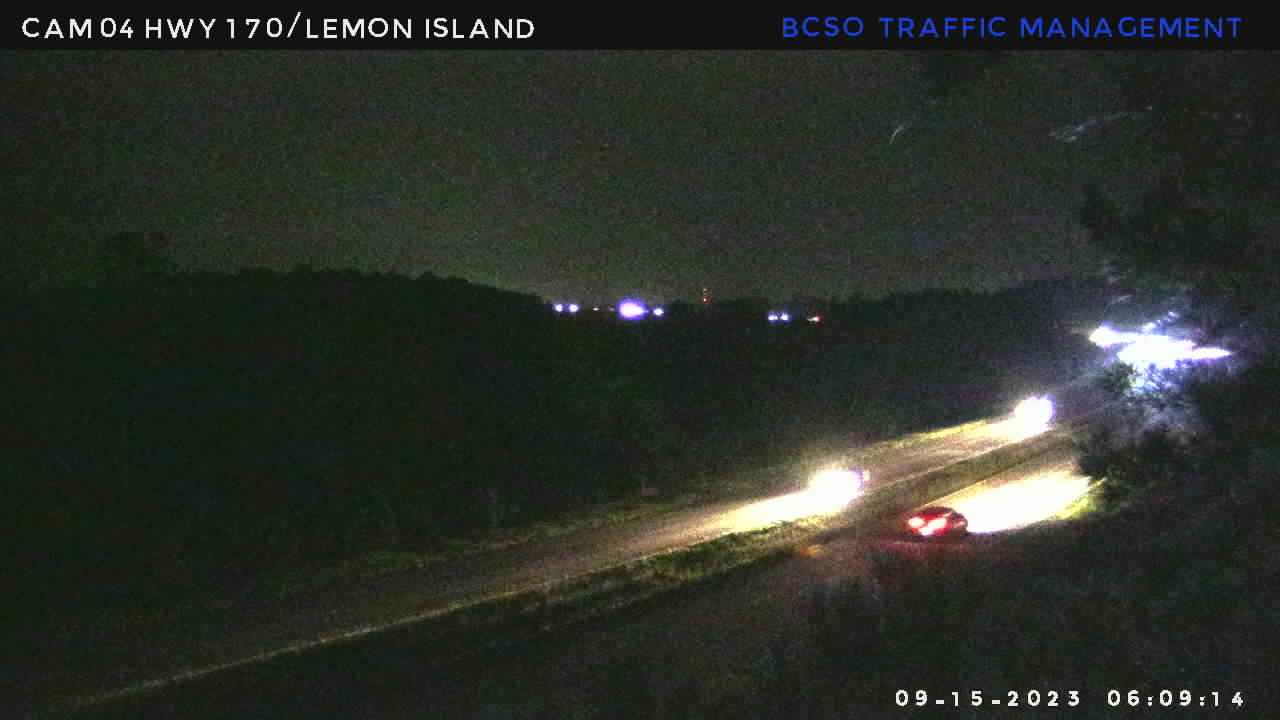 CAM04 HWY 170/LEMON ISLAND
BCSO TRAFFIC MANAGEMENT
09-15-2023 06:09:14